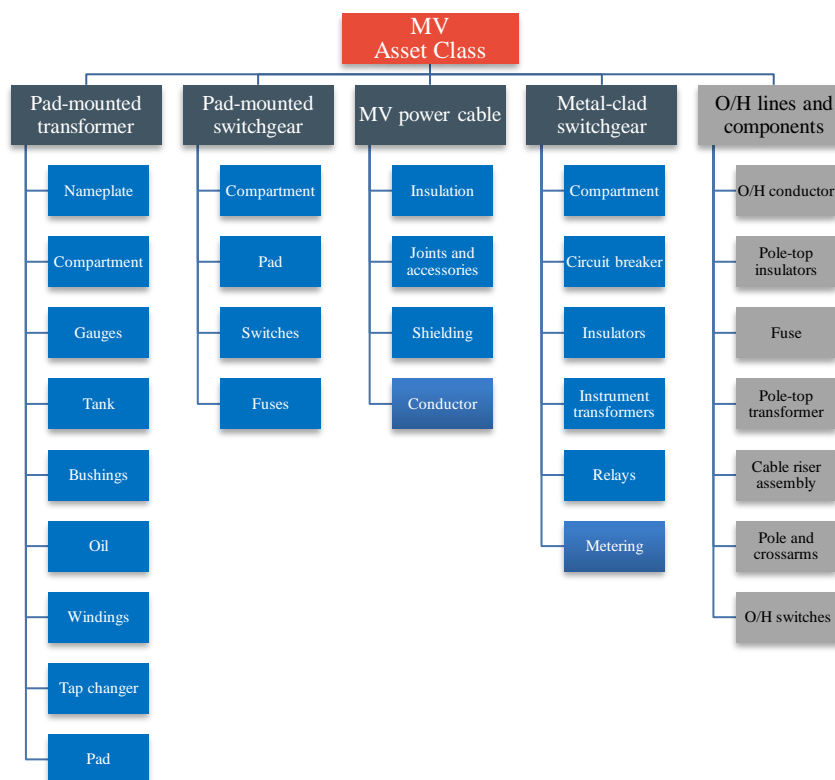 MV
Asset Class
Pad-mounted
transformer
Nameplate
Compartment
Gauges
Tank
Bushings
Oil
Windings
Tap changer
Pad
Pad-mounted
switchgear
Compartment
Pad
Switches
Fuses
MV power cable
Insulation
Joints and
accessories
Shielding
Conductor
Metal-clad
switchgear
Compartment
Circuit breaker
Insulators
Instrument
transformers
Relays
Metering
O/H lines and
components
O/H conductor
Pole-top
insulators
Fuse
Pole-top
transformer
Cable riser
assembly
Pole and
crossarms
O/H switches